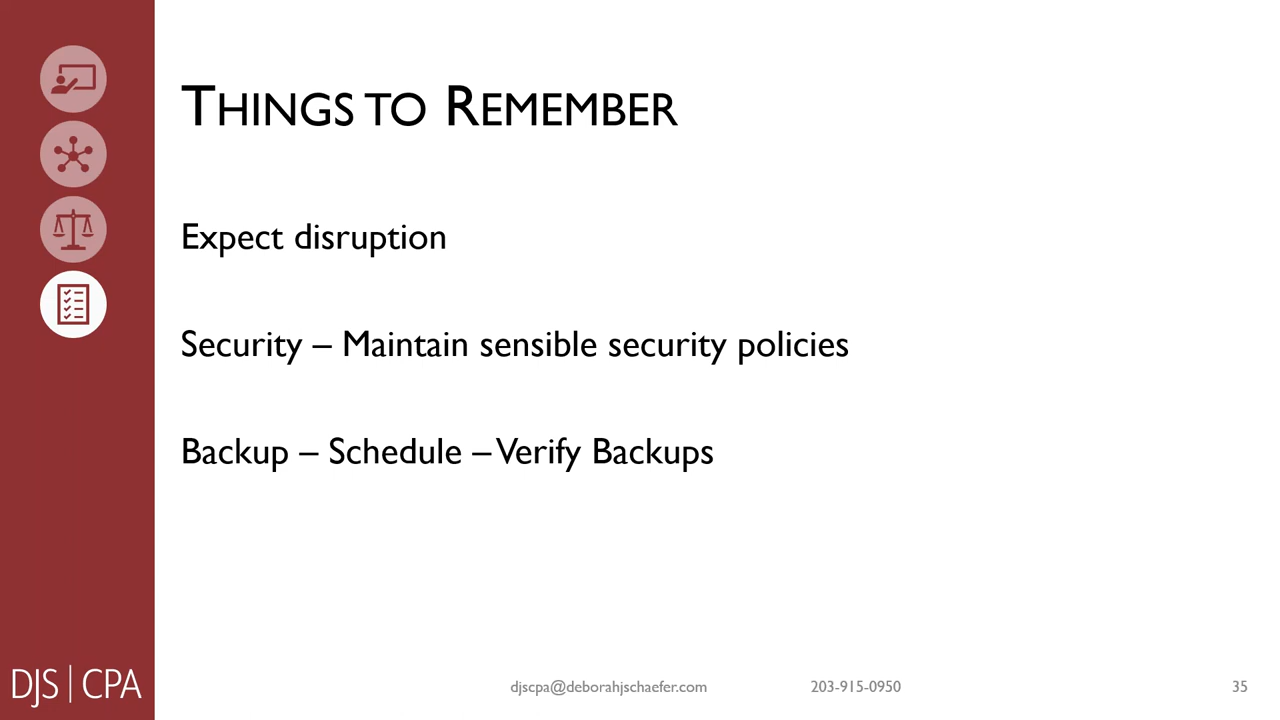 Things to Remember
Expect disruption
Security – Maintain sensible security policies
Backup – Schedule – Verify Backups
DJS | CPA
djscpa@deborahjschaefer.com
203-915-0950
35